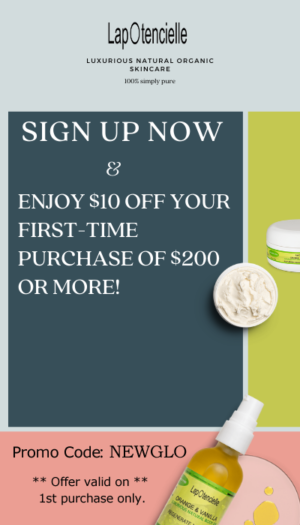 LapOtencielle
LUXURIOUS NATURAL ORGANIC
SKINCARE
100% simply pure
SIGN UP NOW
&
ENJOY $10 OFF YOUR
FIRST-TIME
PURCHASE OF $200
OR MORE!
Promo Code: NEWGLO
** Offer valid on **
1st purchase only.
LapOtencielle
ORANGE & VANILLA